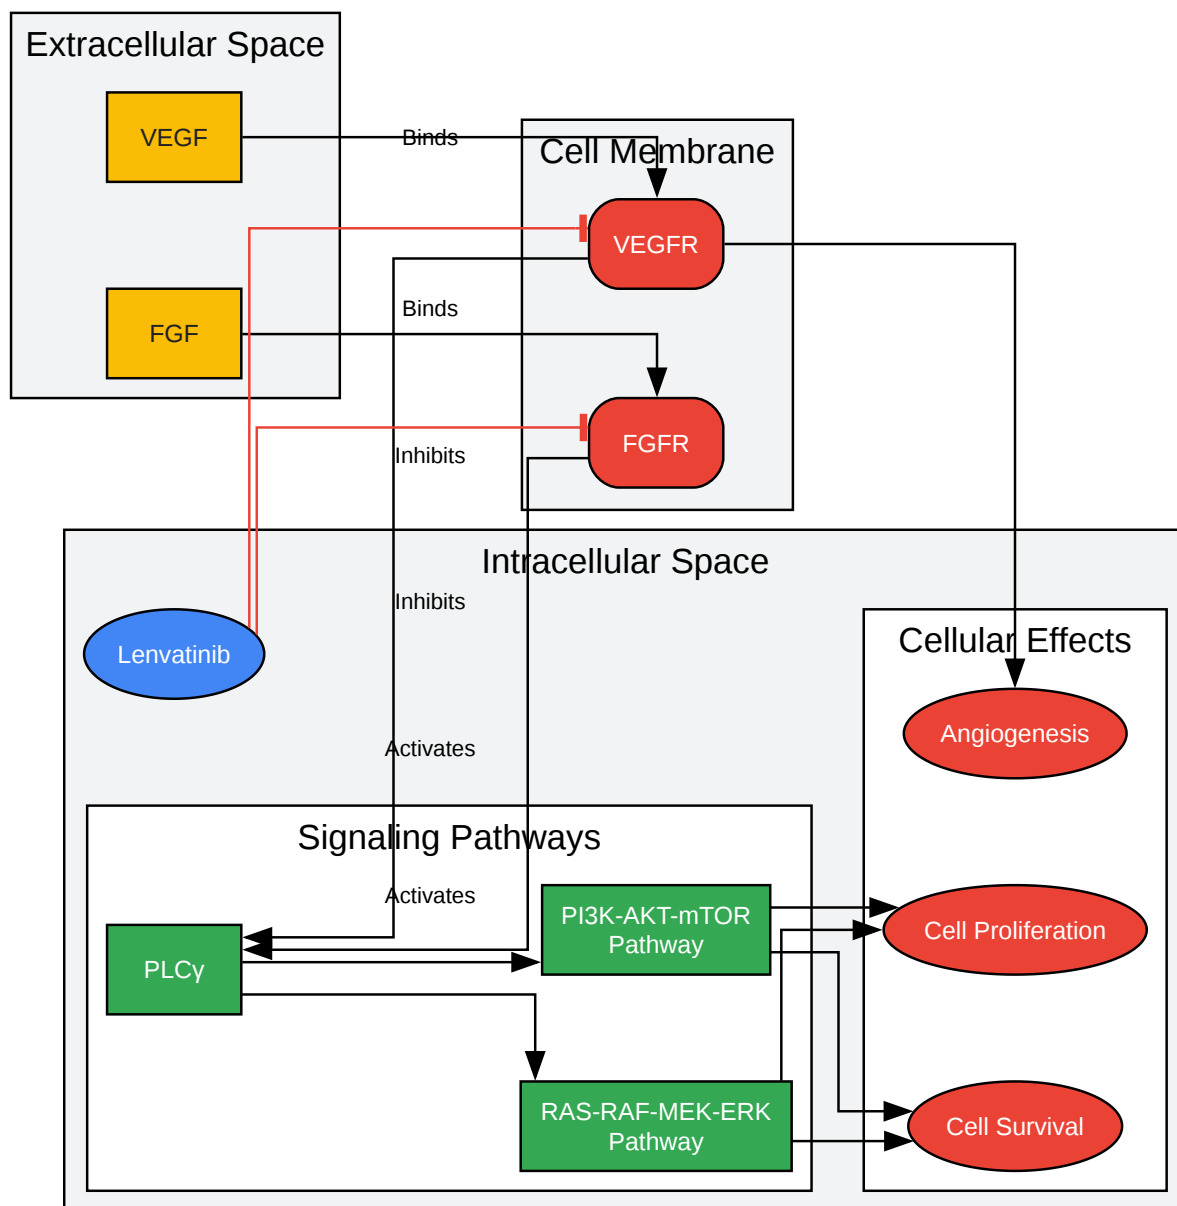 Extracellular Space
VEGF
Binds
Cell Membrane
VEGFR
Binds
FGF
FGFR
Inhibits
Intracellular Space
Inhibits
Lenvatinib
Cellular Effects
Angiogenesis
Activates
Signaling Pathways
Activates
PI3K-AKT-mTOR
Pathway
Cell Proliferation
PLCγ
RAS-RAF-MEK-ERK
Pathway
Cell Survival